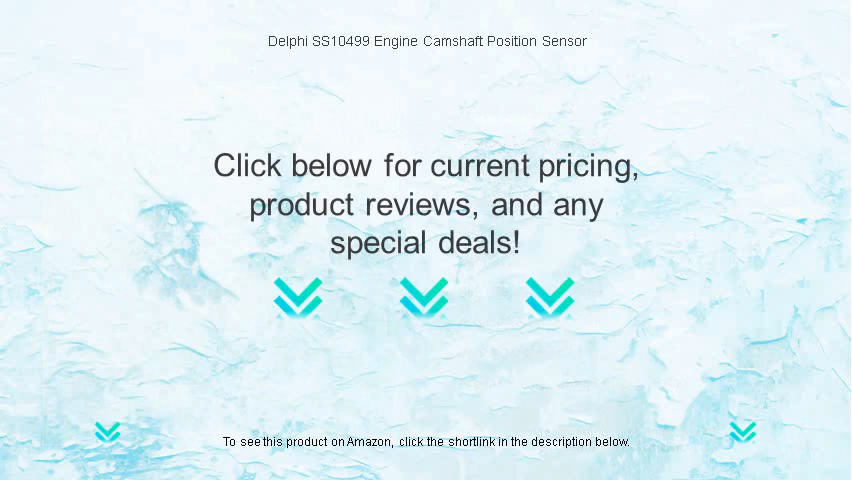 Delphi SS10499 Engine Camshaft Position Sensor
Click below for current pricing,
product reviews, and any
special deals!
To see this product on Amazon, click the shortlink in the description below.